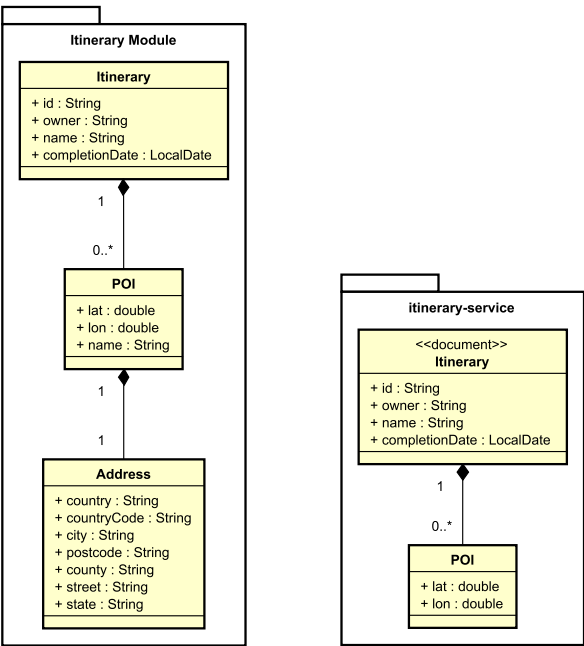 Itinerary Module
Itinerary
+ id : String
+ owner : String
+ name : String
+ completionDate : LocalDate
1
0..*
POI
+ lat : double
+ lon : double
+ name : String
1
1
Address
+ country : String
+ countryCode : String
+ city : String
+ postcode : String
+ county : String
+ street : String
+ state : String
itinerary-service
<<document>>
Itinerary
+ id : String
+ owner : String
+ name : String
+ completionDate : LocalDate
1
0..*
POI
+ lat : double
+ lon : double